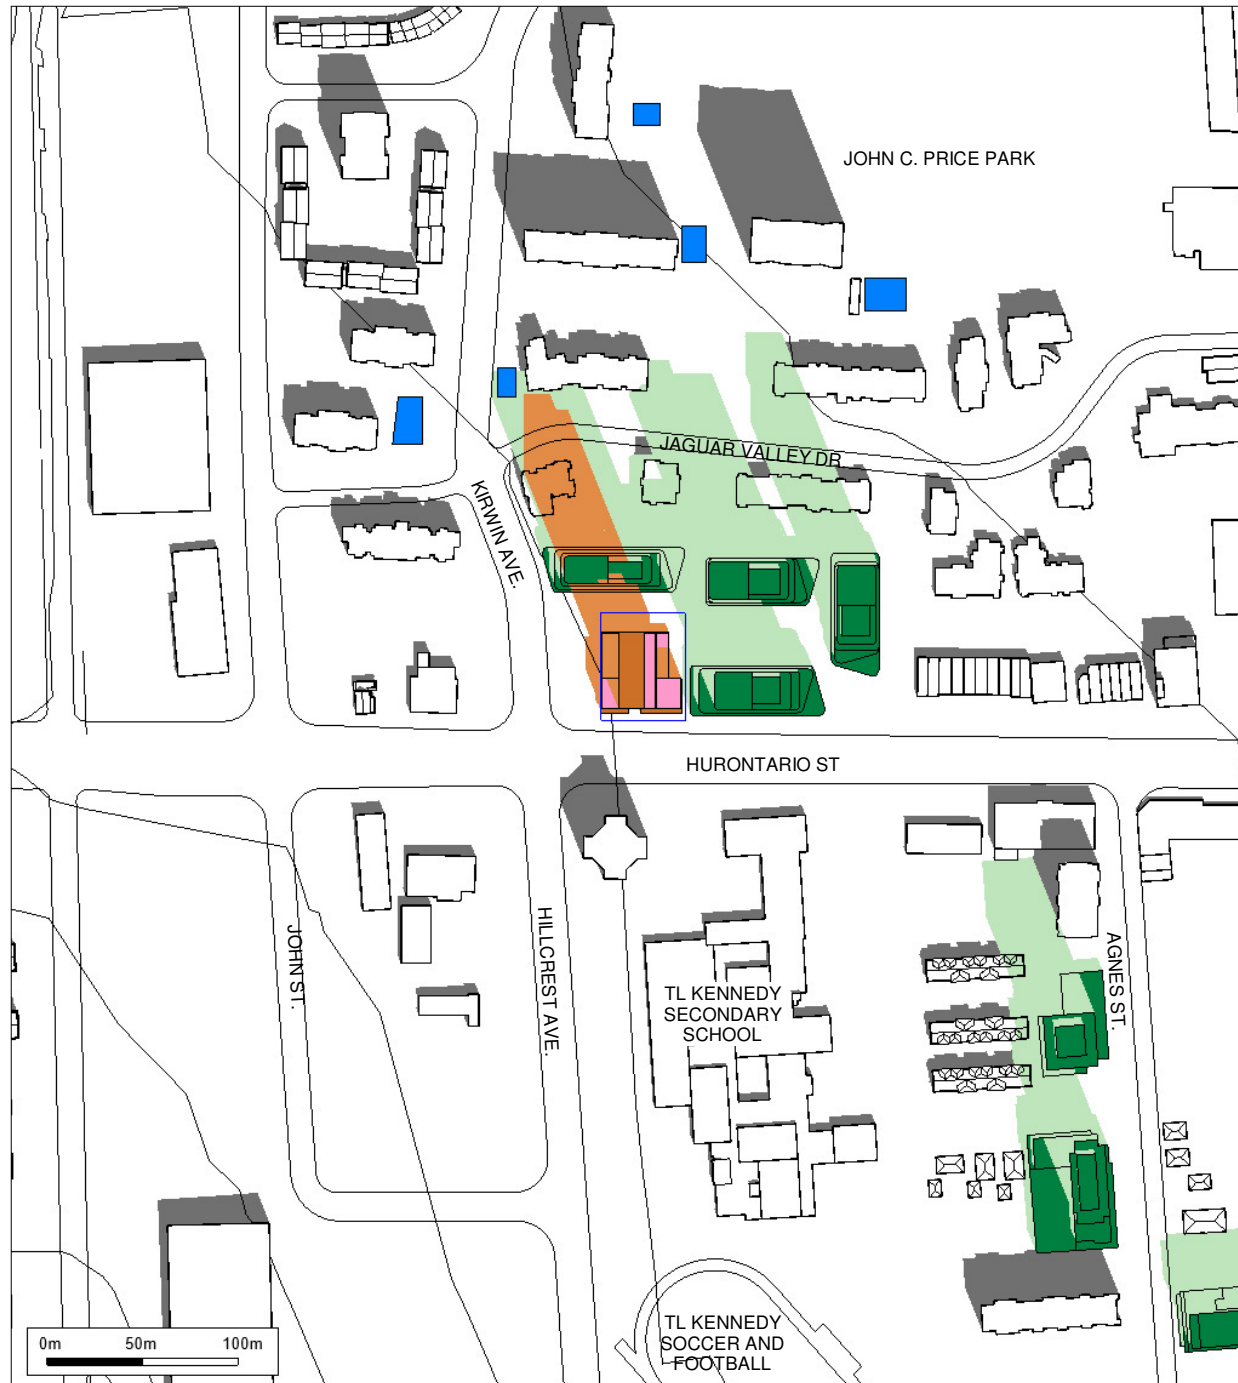 JOHN C. PRICE PARK
JAGUAR VALLEY DR
KIRWIN AVE.
HURONTARIO ST
JOHN ST.
HILLCREST AVE.
TL KENNEDY
SECONDARY
SCHOOL
AGNES ST.
TL KENNEDY
SOCCER AND
FOOTBALL
0m 50m 100m